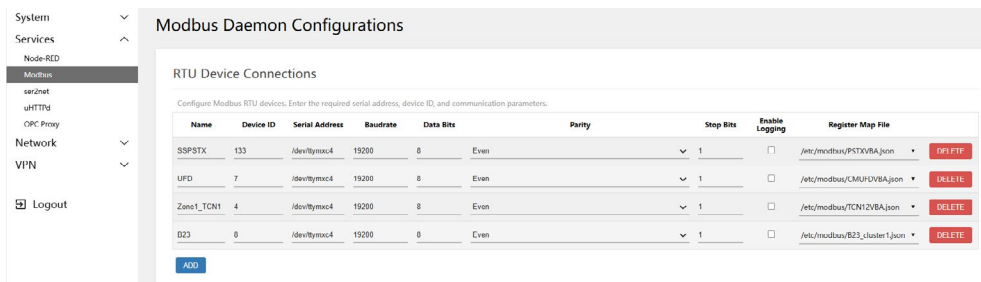 System
Services
Node-RED
Modbus
ser2net
uHTTPd
OPC Proxy
Network
VPN
Logout
Modbus Daemon Configurations
RTU Device Connections
Configure Modbus RTU devices. Enter the required serial address, device ID, and communication parameters.
Name Device ID Serial Address Baudrate Data Bits Parity Stop Bits Enable Logging Register Map File
SSPSTX 133 /dev/ttymxc4 19200 8 Even 1 /etc/modbus/PSTXVBA.json DELETE
UFD 7 /dev/ttymxc4 19200 8 Even 1 /etc/modbus/CMUFDVBA.json DELETE
Zone1_TCN1 4 /dev/ttymxc4 19200 8 Even 1 /etc/modbus/TCN12VBA.json DELETE
B23 8 /dev/ttymxc4 19200 8 Even 1 /etc/modbus/B23_cluster1.json DELETE
ADD